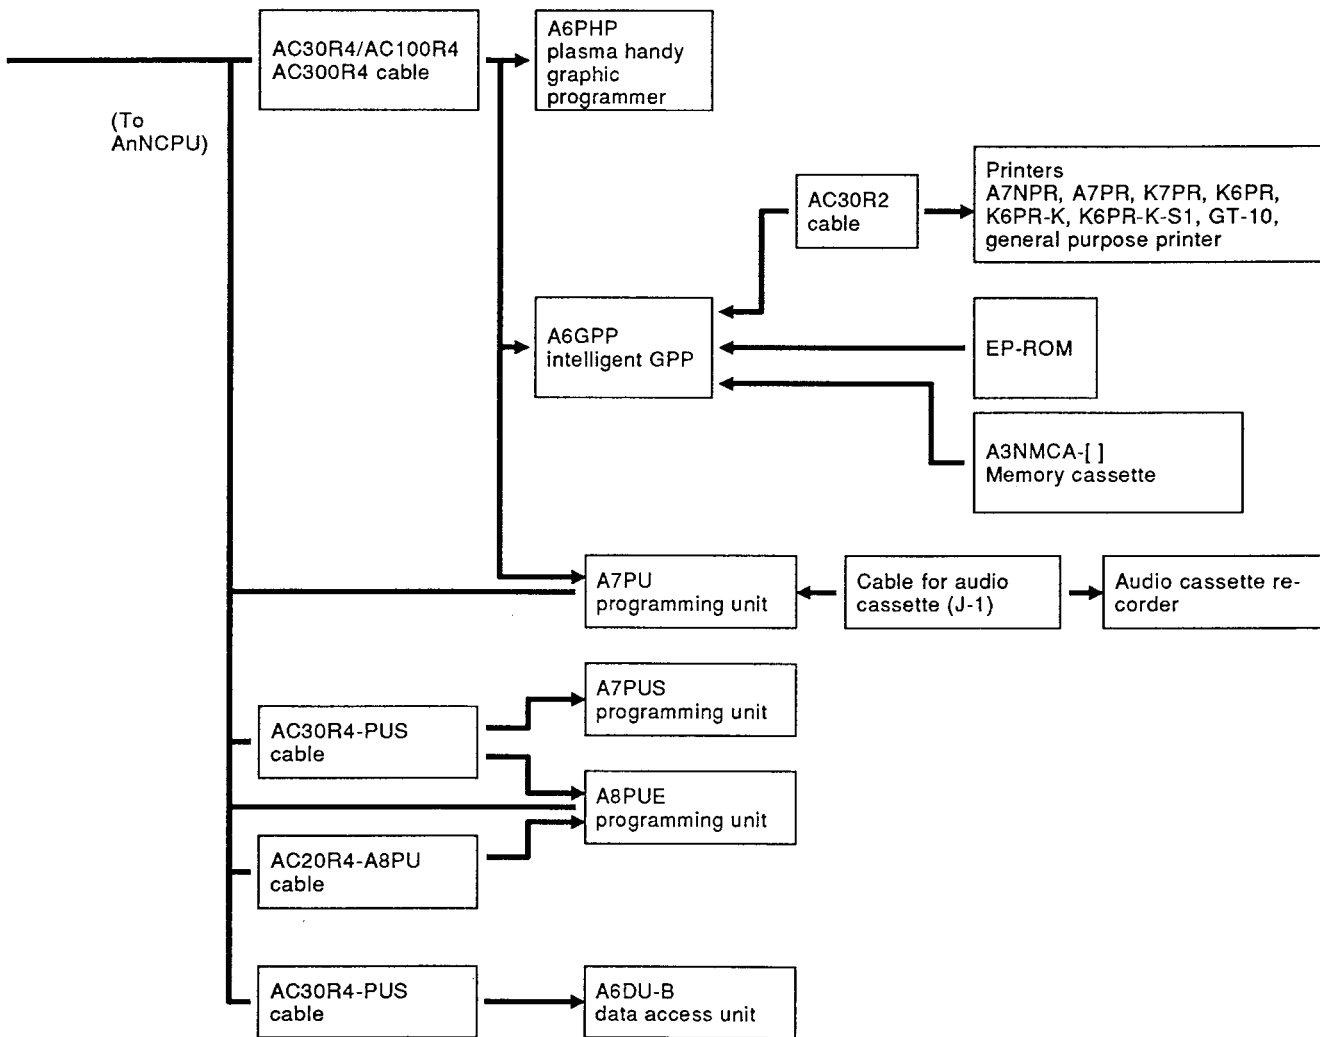 AC30R4/AC100R4
AC300R4 cable
A6PHP
plasma handy
graphic
programmer
(To
AnNCPU)
AC30R2
cable
Printers
A7NPR, A7PR, K7PR, K6PR,
K6PR-K, K6PR-K-S1, GT-10,
general purpose printer
A6GPP
intelligent GPP
EP-ROM
A3NMCA-[ ]
Memory cassette
A7PU
programming unit
Cable for audio
cassette (J-1)
Audio cassette re-
corder
A7PUS
programming unit
AC30R4-PUS
cable
A8PUE
programming unit
AC20R4-A8PU
cable
AC30R4-PUS
cable
A6DU-B
data access unit